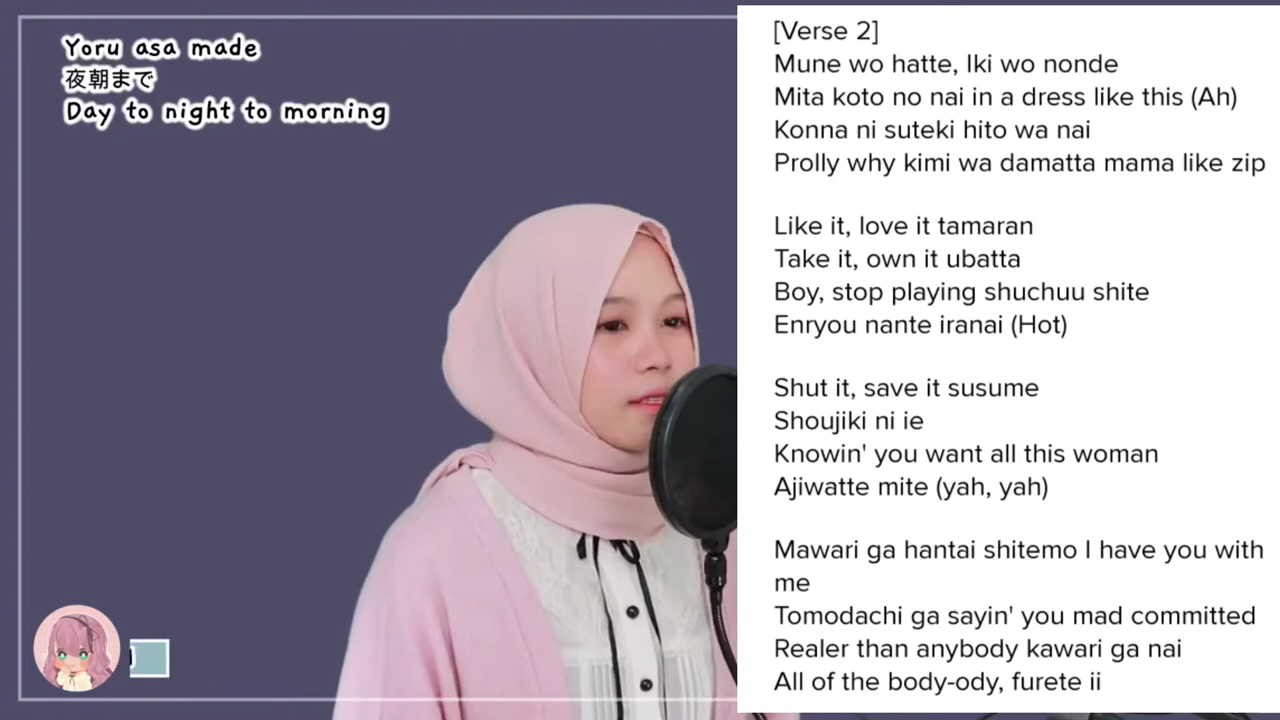 Yoru asa made
夜朝まで
Day to night to morning
[Verse 2]
Mune wo hatte, Iki wo nonde
Mita koto no nai in a dress like this (Ah)
Konna ni suteki hito wa nai
Prolly why kimi wa damatta mama like zip
Like it, love it tamaran
Take it, own it ubatta
Boy, stop playing shuchuu shite
Enryou nante iranai (Hot)
Shut it, save it susume
Shoujiki ni ie
Knowin' you want all this woman
Ajiwatte mite (yah, yah)
Mawari ga hantai shitemo I have you with
me
Tomodachi ga sayin' you mad committed
Realer than anybody kawari ga nai
All of the body-ody, furete ii